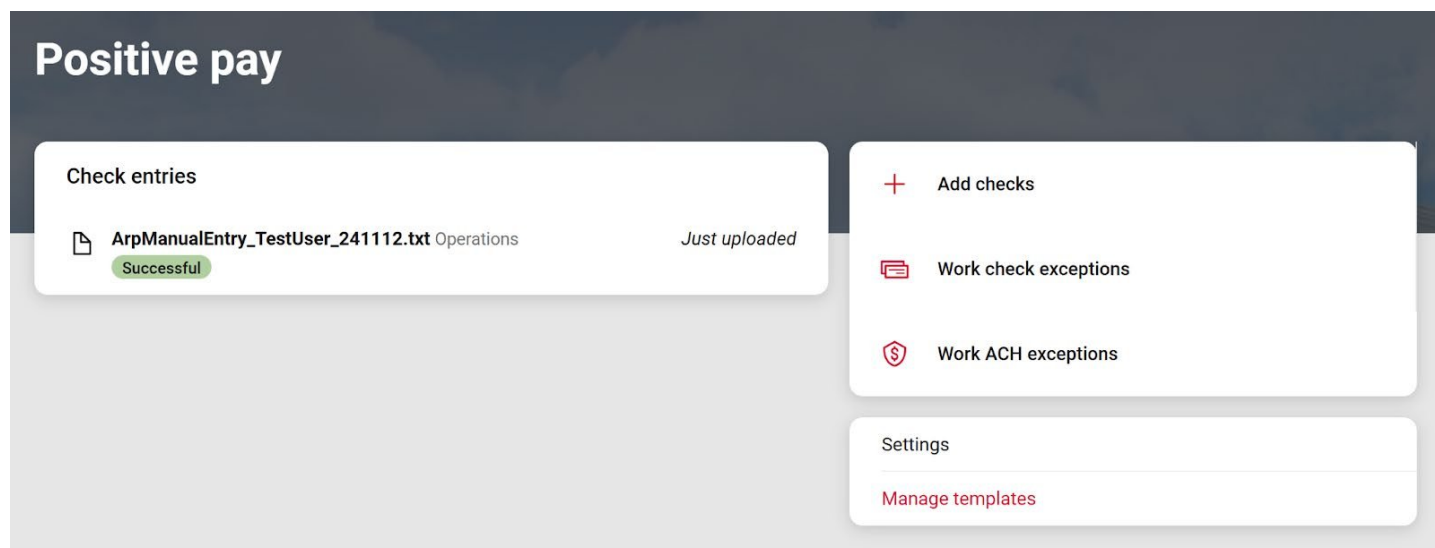 Positive pay
Check entries
ArpManualEntry_TestUser_241112.txt Operations
Just uploaded
Successful
Add checks
Work check exceptions
Work ACH exceptions
Settings
Manage templates